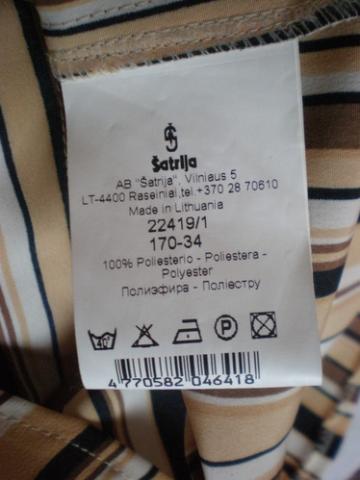 Šatrija
AB "Šatrija", Vilniaus 5
LT-4400 Raseiniai,tel.+370 28 70610
Made in Lithuania
22419/1
170-34
100% Poliesterio - Poliestera -
Polyester
Полиэфира - Поліестру
40° P
4 770582 046418